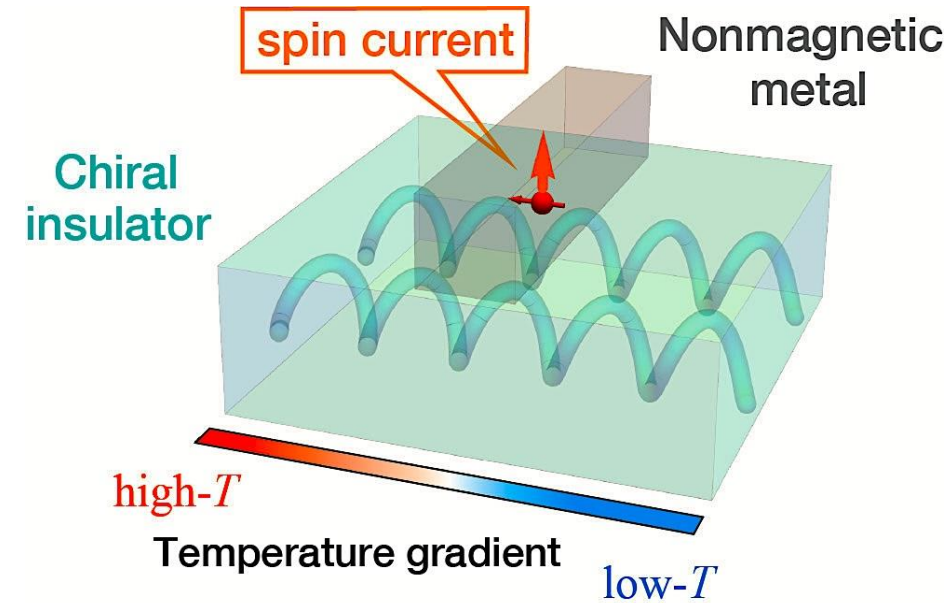 spin current
Nonmagnetic
metal
Chiral
insulator
high-T
Temperature gradient
low-T